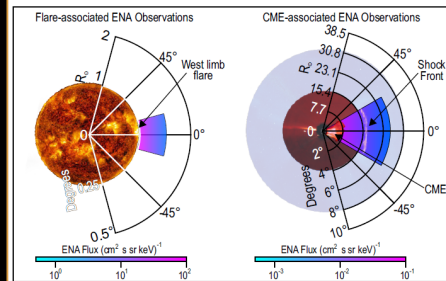 Flare-associated ENA Observations
2
45°
R☉
1
West limb
flare
0
0°
Degrees
0.25
-45°
0.5°
ENA Flux (cm² s sr keV)⁻¹
10⁰
10¹
10²
CME-associated ENA Observations
38.5
30.8
45°
R☉
23.1
15.4
7.7
Shock
Front
0
0°
2°
Degrees
4°
6°
8°
10°
CME
-45°
ENA Flux (cm² s sr keV)⁻¹
10⁻³
10⁻²
10⁻¹